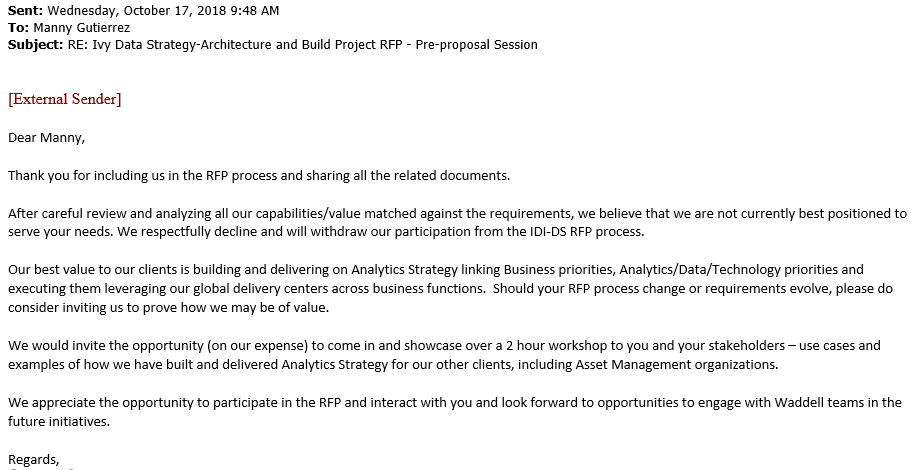 Sent: Wednesday, October 17, 2018 9:48 AM
To: Manny Gutierrez
Subject: RE: Ivy Data Strategy-Architecture and Build Project RFP - Pre-proposal Session
[External Sender]
Dear Manny,
Thank you for including us in the RFP process and sharing all the related documents.
After careful review and analyzing all our capabilities/value matched against the requirements, we believe that we are not currently best positioned to
serve your needs. We respectfully decline and will withdraw our participation from the IDI-DS RFP process.
Our best value to our clients is building and delivering on Analytics Strategy linking Business priorities, Analytics/Data/Technology priorities and
executing them leveraging our global delivery centers across business functions.  Should your RFP process change or requirements evolve, please do
consider inviting us to prove how we may be of value.
We would invite the opportunity (on our expense) to come in and showcase over a 2 hour workshop to you and your stakeholders – use cases and
examples of how we have built and delivered Analytics Strategy for our other clients, including Asset Management organizations.
We appreciate the opportunity to participate in the RFP and interact with you and look forward to opportunities to engage with Waddell teams in the
future initiatives.
Regards,